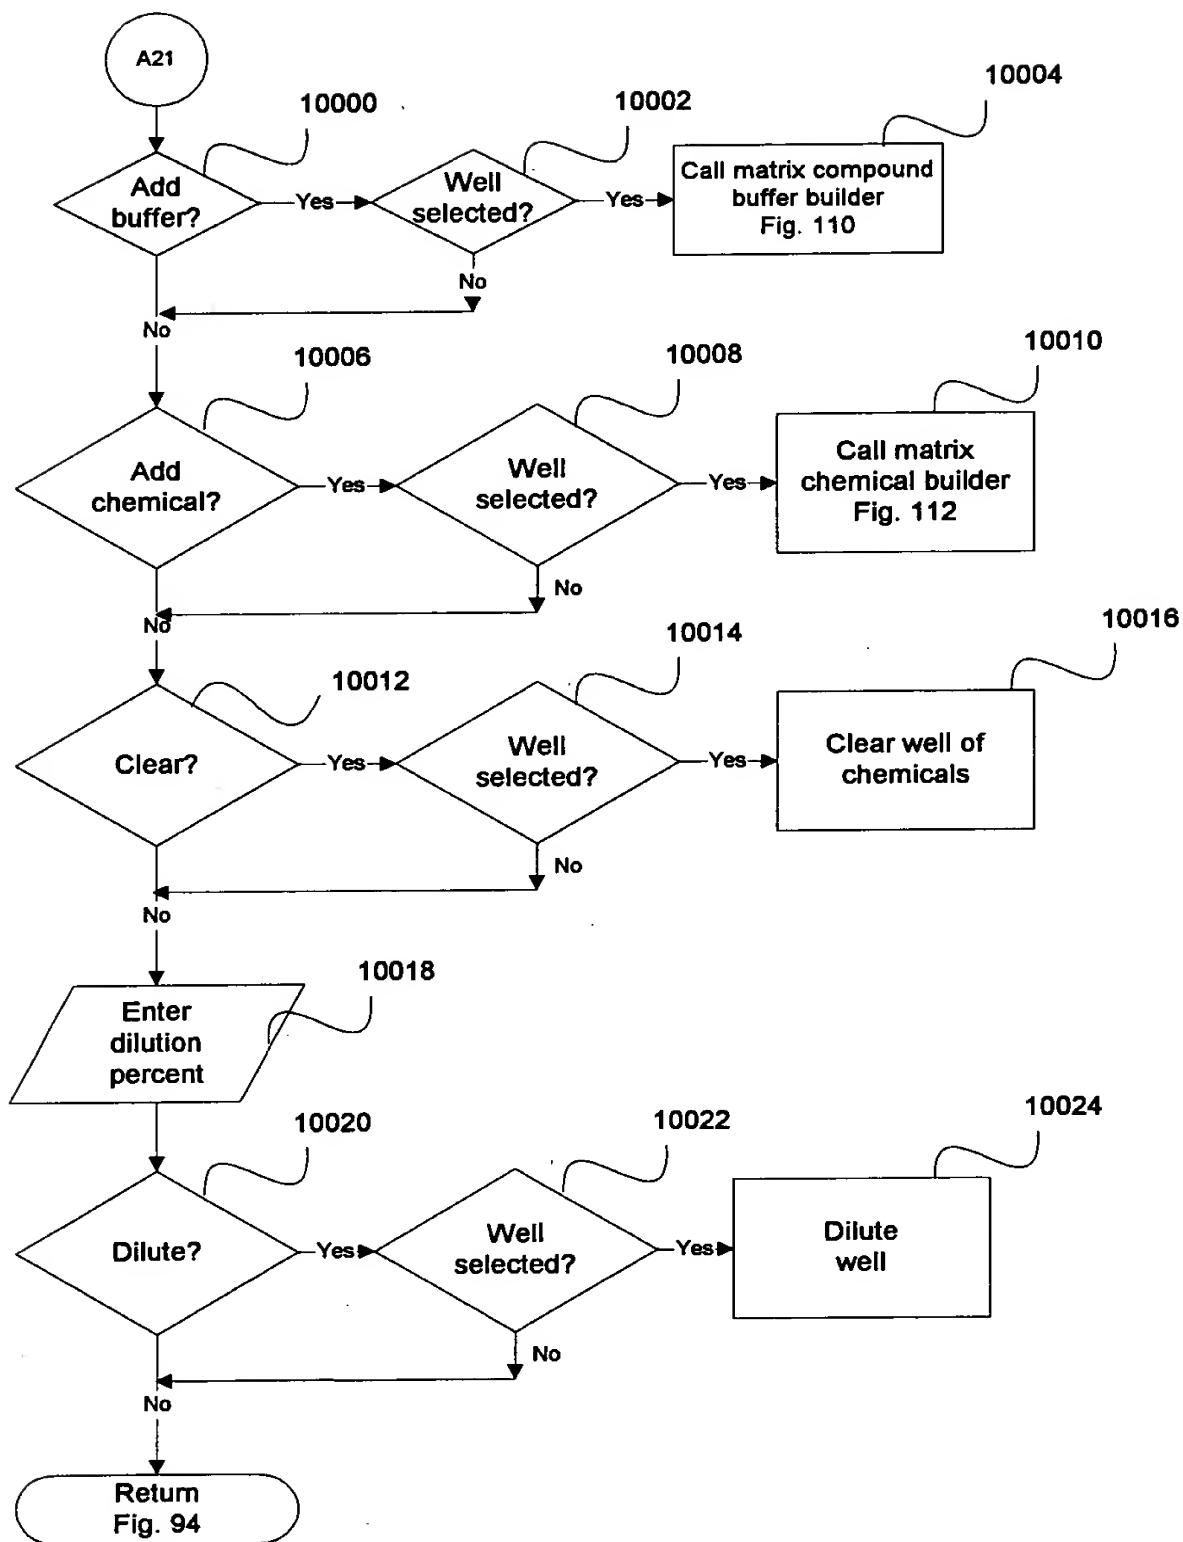 A21
10000
10002
10004
Add
buffer?
Yes
Well
selected?
Yes
Call matrix compound
buffer builder
Fig. 110
No
No
10006
10008
10010
Add
chemical?
Yes
Well
selected?
Yes
Call matrix
chemical builder
Fig. 112
No
No
10012
10014
10016
Clear?
Yes
Well
selected?
Yes
Clear well of
chemicals
No
No
10018
Enter
dilution
percent
10020
10022
10024
Dilute?
Yes
Well
selected?
Yes
Dilute
well
No
No
Return
Fig. 94